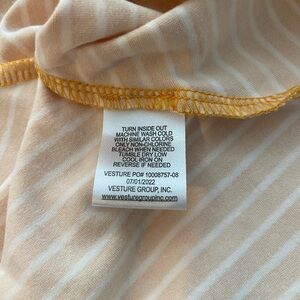 TURN INSIDE OUT
MACHINE WASH COLD
WITH SIMILAR COLORS
ONLY NON-CHLORINE
BLEACH WHEN NEEDED
TUMBLE DRY LOW
COOL IRON ON
REVERSE IF NEEDED
VESTURE PO# 10008757-08
07/01/2022
VESTURE GROUP, INC.
www.vesturegroupinc.com